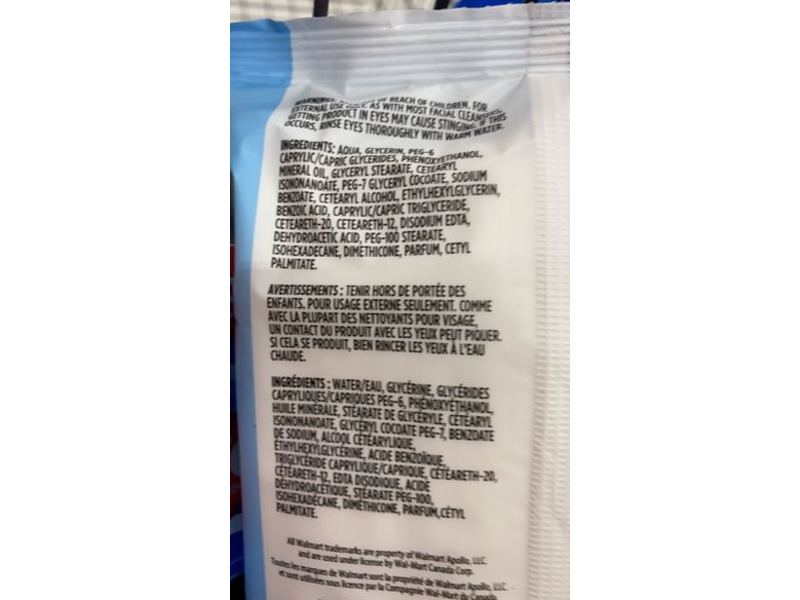 WARNINGS: OF REACH OF CHILDREN. FOR
EXTERNAL USE ONLY. AS WITH MOST FACIAL CLEANSERS,
GETTING PRODUCT IN EYES MAY CAUSE STINGING. IF THIS
OCCURS, RINSE EYES THOROUGHLY WITH WARM WATER.
INGREDIENTS: AQUA, GLYCERIN, PEG-6
CAPRYLIC/CAPRIC GLYCERIDES, PHENOXYETHANOL,
MINERAL OIL, GLYCERYL STEARATE, CETEARYL
ISONONANOATE, PEG-7 GLYCERYL COCOATE, SODIUM
BENZOATE, CETEARYL ALCOHOL, ETHYLHEXYLGLYCERIN,
BENZOIC ACID, CAPRYLIC/CAPRIC TRIGLYCERIDE,
CETEARETH-20, CETEARETH-12, DISODIUM EDTA,
DEHYDROACETIC ACID, PEG-100 STEARATE,
ISOHEXADECANE, DIMETHICONE, PARFUM, CETYL
PALMITATE.
AVERTISSEMENTS : TENIR HORS DE PORTÉE DES
ENFANTS. POUR USAGE EXTERNE SEULEMENT. COMME
AVEC LA PLUPART DES NETTOYANTS POUR VISAGE,
UN CONTACT DU PRODUIT AVEC LES YEUX PEUT PIQUER.
SI CELA SE PRODUIT, BIEN RINCER LES YEUX À L'EAU
CHAUDE.
INGRÉDIENTS : WATER/EAU, GLYCÉRINE, GLYCÉRIDES
CAPRYLIQUES/CAPRIQUES PEG-6, PHÉNOXYÉTHANOL,
HUILE MINÉRALE, STÉARATE DE GLYCÉRYLE, CÉTÉARYL
ISONONANOATE, GLYCÉRYL COCOATE PEG-7, BENZOATE
DE SODIUM, ALCOOL CÉTÉARYLIQUE,
ÉTHYLHEXYLGLYCÉRINE, ACIDE BENZOÏQUE,
TRIGLYCÉRIDE CAPRYLIQUE/CAPRIQUE, CÉTÉARETH-20,
CÉTÉARETH-12, EDTA DISODIQUE, ACIDE
DÉHYDROACÉTIQUE, STÉARATE PEG-100,
ISOHEXADÉCANE, DIMÉTHICONE, PARFUM,CÉTYL
PALMITATE.
All Walmart trademarks are property of Walmart Apollo, LLC.
and are used under license by Wal-Mart Canada Corp.
Toutes les marques de Walmart sont la propriété de Walmart Apollo, LLC.
et sont utilisées sous licence par la Compagnie Wal-Mart du Canada.